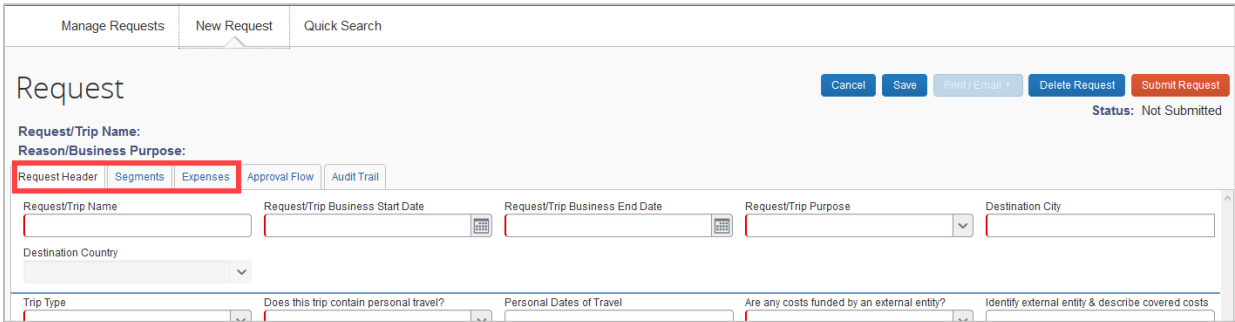 Manage Requests New Request Quick Search
Request
Cancel Save Print / Email Delete Request Submit Request
Status: Not Submitted
Request/Trip Name:
Reason/Business Purpose:
Request Header Segments Expenses Approval Flow Audit Trail
Request/Trip Name Request/Trip Business Start Date Request/Trip Business End Date Request/Trip Purpose Destination City
Destination Country
Trip Type Does this trip contain personal travel? Personal Dates of Travel Are any costs funded by an external entity? Identify external entity & describe covered costs